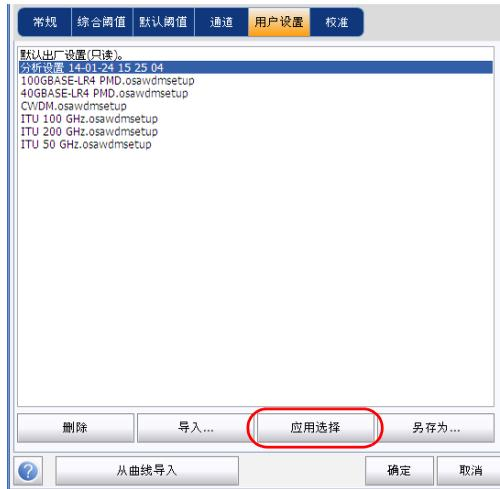 常规 综合阈值 默认阈值 通道 用户设置 校准
默认出厂设置(只读)。
分析设置 14-01-24 15 25 04
100GBASE-LR4 PMD.osawdmsetup
40GBASE-LR4 PMD.osawdmsetup
CWDM.osawdmsetup
ITU 100 GHz.osawdmsetup
ITU 200 GHz.osawdmsetup
ITU 50 GHz.osawdmsetup
删除 导入... 应用选择 另存为...
? 从曲线导入 确定 取消